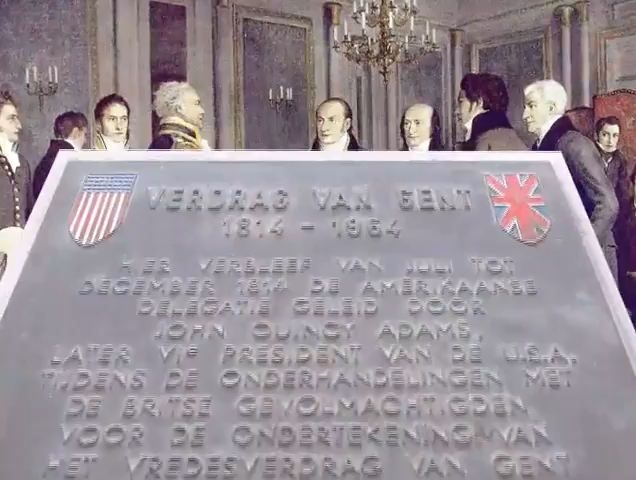 VERDRAG VAN GENT
1814 - 1964
HIER VERBLEEF VAN JULI TOT
DECEMBER 1814 DE AMERIKAANSE
DELEGATIE GELEID DOOR
JOHN QUINCY ADAMS,
LATER VIᵉ PRESIDENT VAN DE U.S.A.
TIJDENS DE ONDERHANDELINGEN MET
DE BRITSE GEVOLMACHTIGDEN,
VOOR DE ONDERTEKENING VAN
HET VREDESVERDRAG VAN GENT